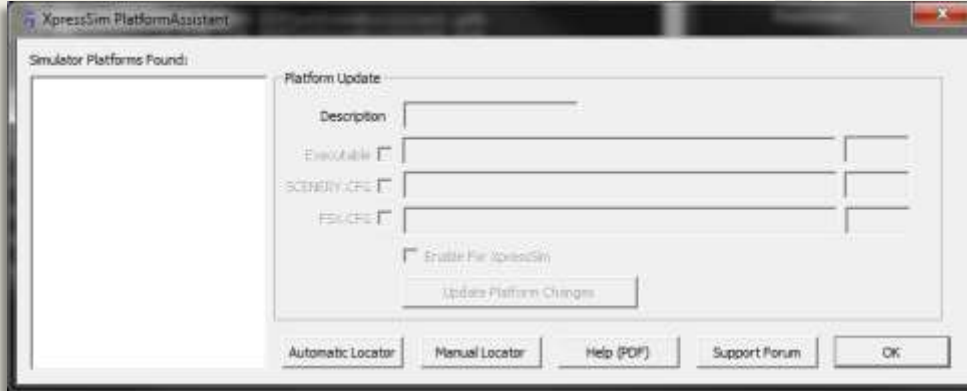 XpressSim PlatformAssistant
Simulator Platforms Found:
Platform Update
Description
Executable
SCENERY.CFG
FSX.CFG
Enable For XpressSim
Update Platform Changes
Automatic Locator Manual Locator Help (PDF) Support Forum OK